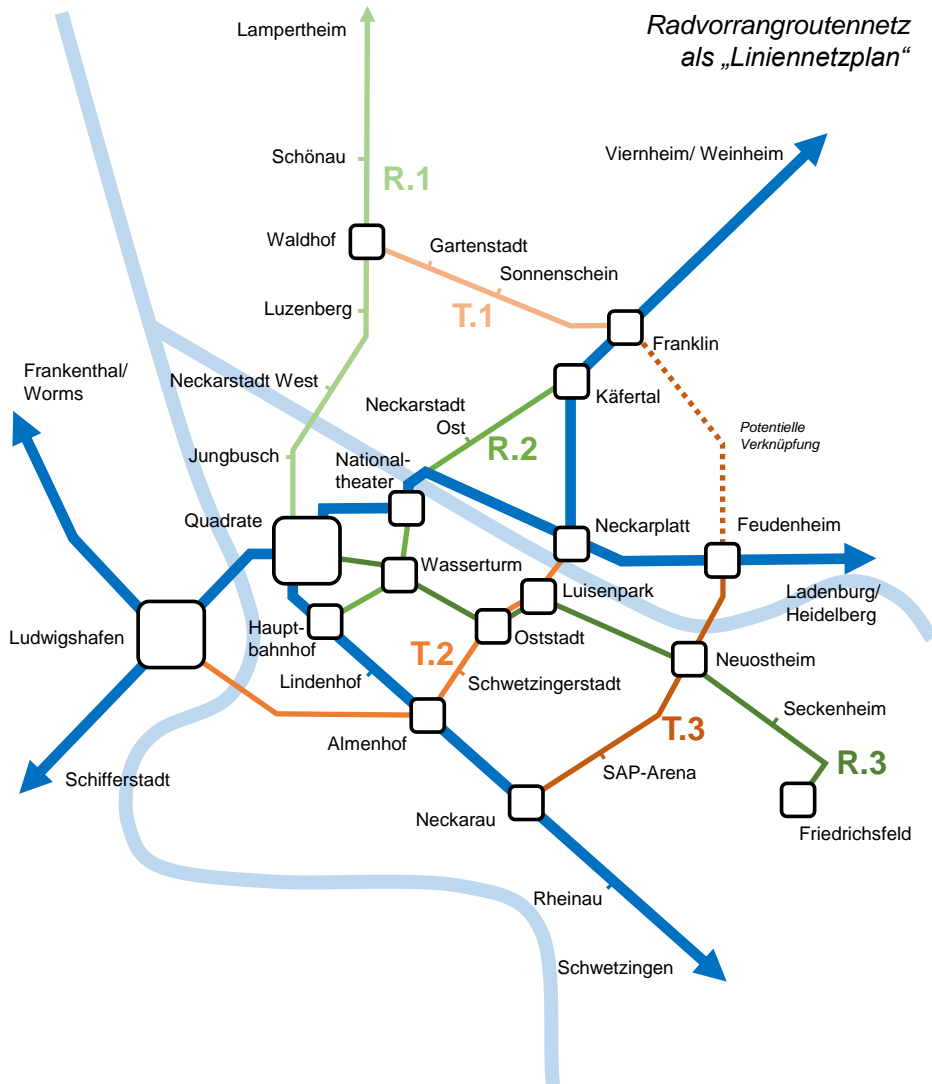 Radvorrangroutennetz
als „Liniennetzplan“
Lampertheim
Viernheim/ Weinheim
Schönau
R.1
Waldhof
Gartenstadt
Sonnenschein
Luzenberg
T.1
Franklin
Frankenthal/
Worms
Neckarstadt West
Käfertal
Neckarstadt
Ost
Potentielle
Verknüpfung
R.2
Jungbusch
National-
theater
Quadrate
Neckarplatt
Feudenheim
Wasserturm
Luisenpark
Ladenburg/
Heidelberg
Ludwigshafen
Haupt-
bahnhof
Oststadt
T.2
Neuostheim
Lindenhof
Schwetzingerstadt
Seckenheim
Almenhof
T.3
SAP-Arena
R.3
Schifferstadt
Neckarau
Friedrichsfeld
Rheinau
Schwetzingen